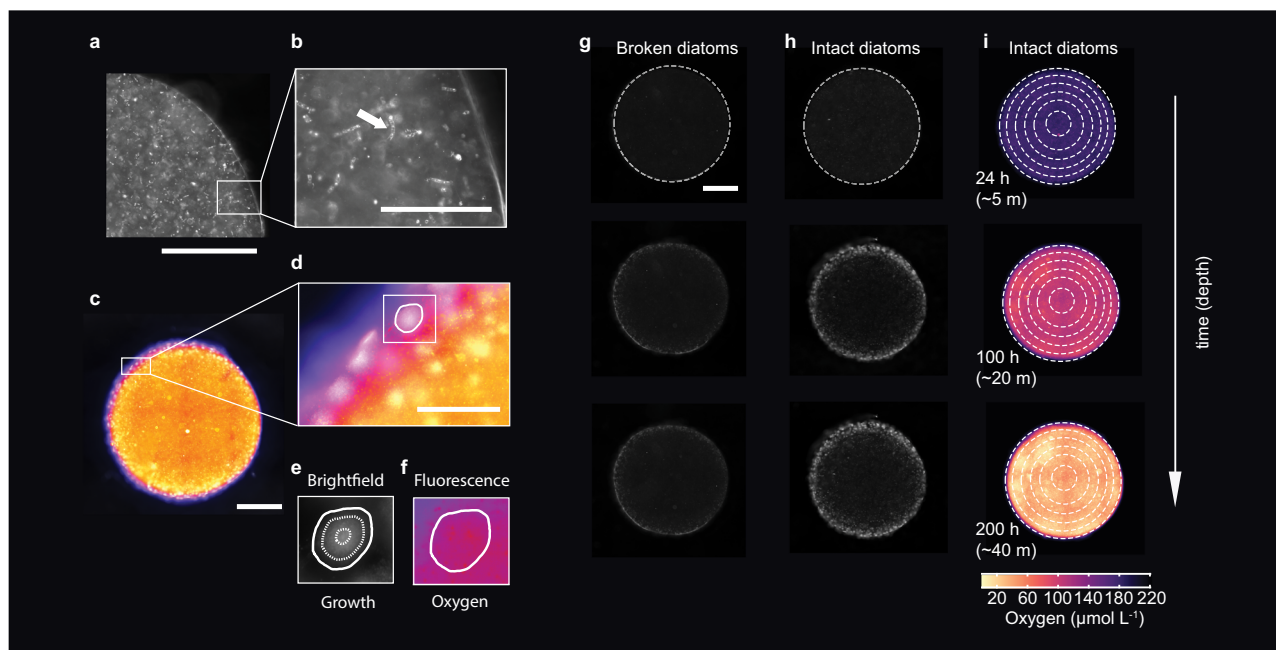 a
b
c
d
e
Brightfield
Growth
f
Fluorescence
Oxygen
g
Broken diatoms
h
Intact diatoms
i
Intact diatoms
24 h
(~5 m)
100 h
(~20 m)
200 h
(~40 m)
20 60 100 140 180 220
Oxygen (µmol L⁻¹)
time (depth)